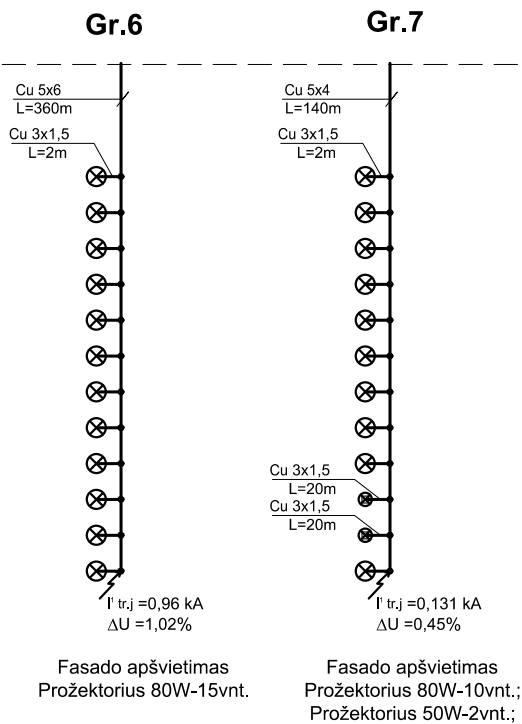 Gr.6
Cu 5x6
L=360m
Cu 3x1,5
L=2m
I' tr.j =0,96 kA
ΔU =1,02%
Fasado apšvietimas
Prožektorius 80W-15vnt.
Gr.7
Cu 5x4
L=140m
Cu 3x1,5
L=2m
Cu 3x1,5
L=20m
Cu 3x1,5
L=20m
I' tr.j =0,131 kA
ΔU =0,45%
Fasado apšvietimas
Prožektorius 80W-10vnt.;
Prožektorius 50W-2vnt.;